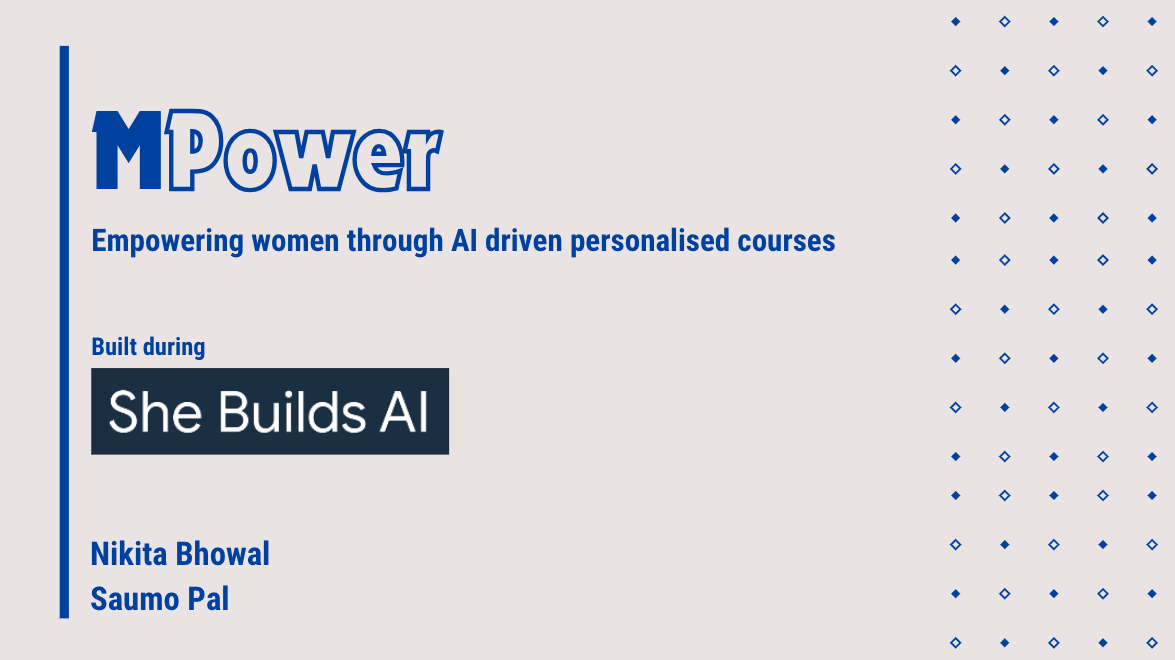 MPower
Empowering women through AI driven personalised courses
Built during
She Builds AI
Nikita Bhowal
Saumo Pal